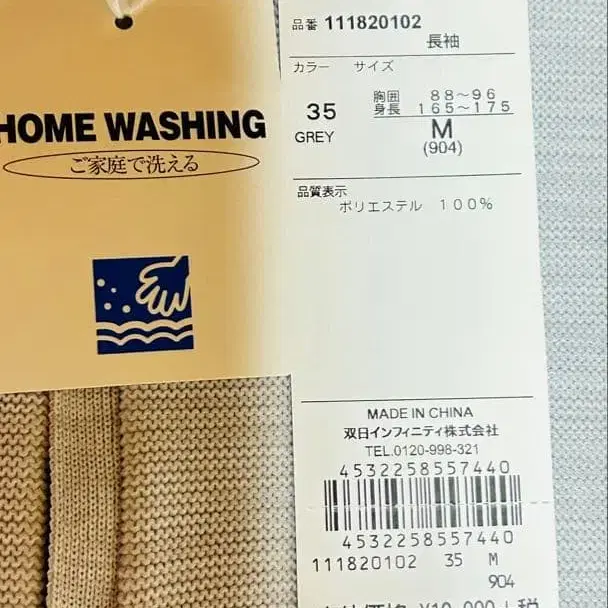 HOME WASHING
ご家庭で洗える
品番 111820102
長袖
カラー サイズ
35
GREY
胸囲 88～96
身長 165～175
M
(904)
品質表示
ポリエステル 100%
MADE IN CHINA
双日インフィニティ株式会社
TEL.0120-998-321
4532258557440
4532258557440
111820102 35 M
904